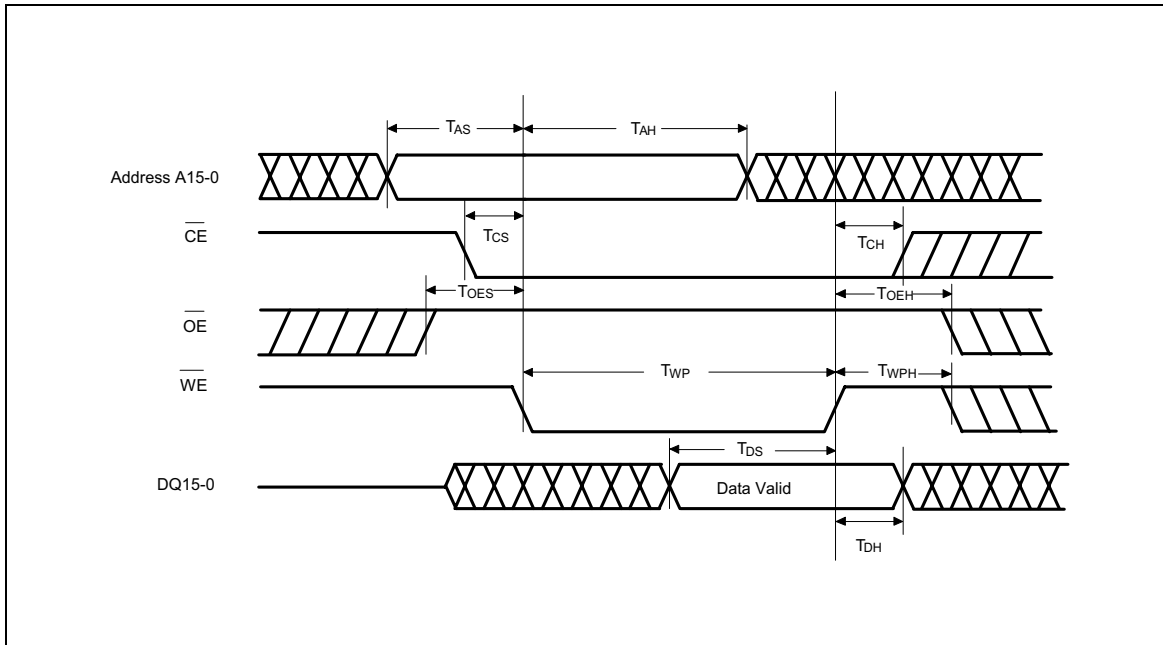 TAS
TAH
Address A15-0
CE
TCS
TCH
TOES
TOEH
OE
WE
TWP
TWPH
TDS
DQ15-0
Data Valid
TDH